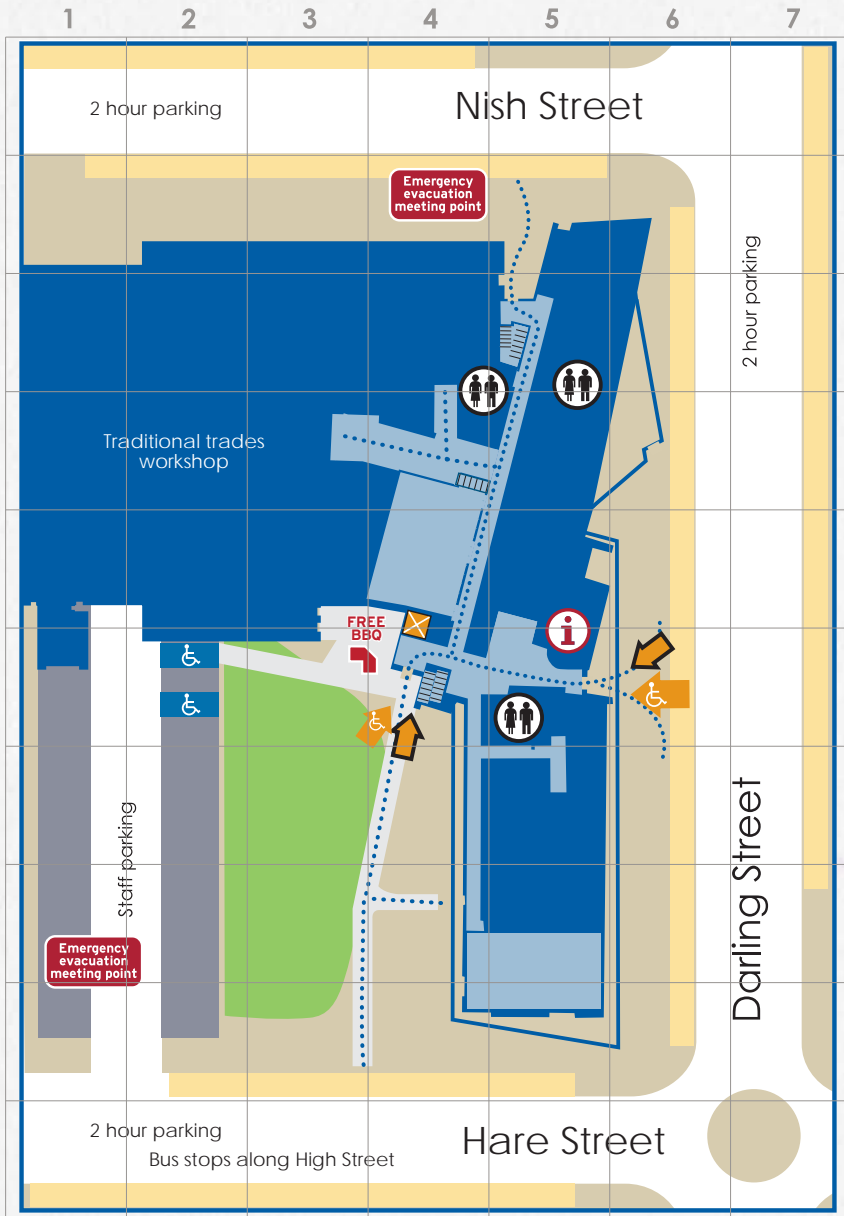 1 2 3 4 5 6 7
2 hour parking
Nish Street
Emergency
evacuation
meeting point
2 hour parking
Traditional trades
workshop
FREE
BBQ
i
Staff parking
Darling Street
Emergency
evacuation
meeting point
2 hour parking
Hare Street
Bus stops along High Street